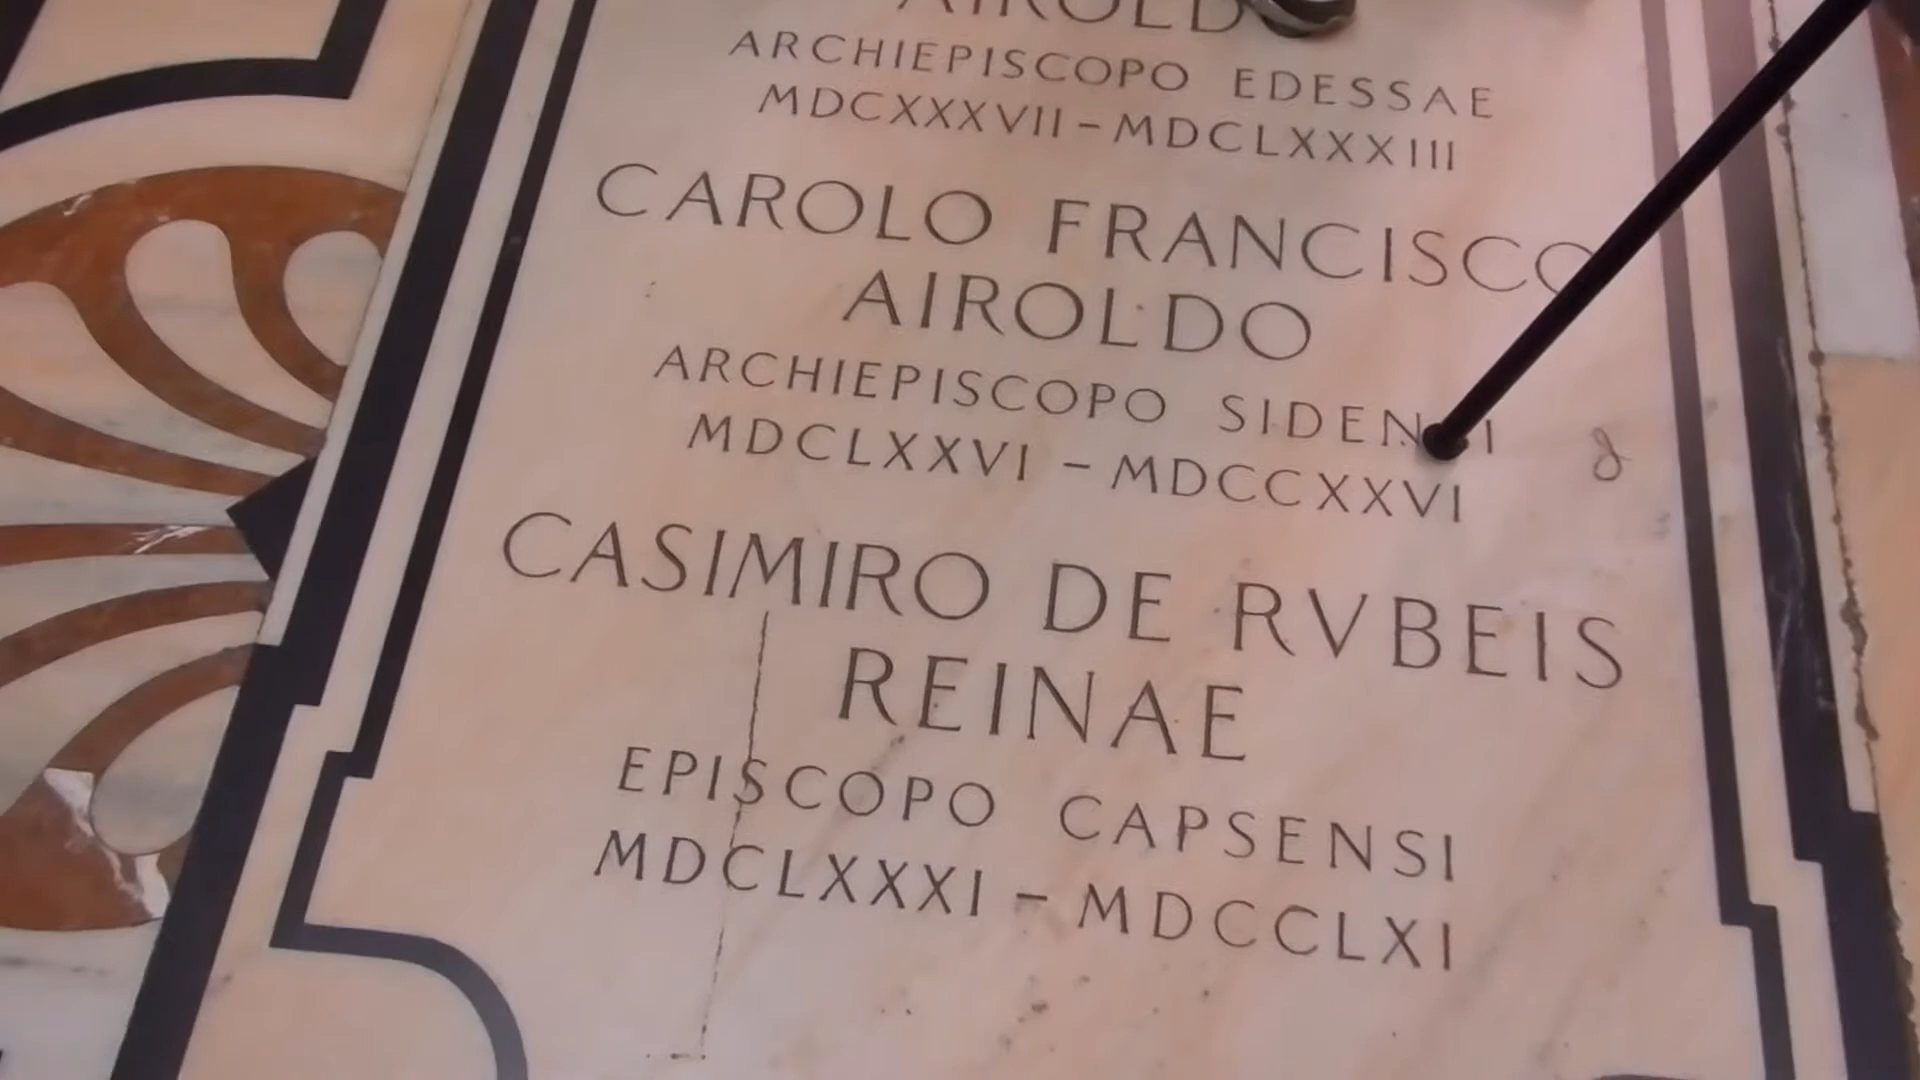 AIROLD
ARCHIEPISCOPO EDESSAE
MDCXXXVII - MDCLXXXIII
CAROLO FRANCISCO
AIROLDO
ARCHIEPISCOPO SIDENSI
MDCLXXVI - MDCCXXVI
CASIMIRO DE RVBEIS
REINAE
EPISCOPO CAPSENSI
MDCLXXXI - MDCCLXI